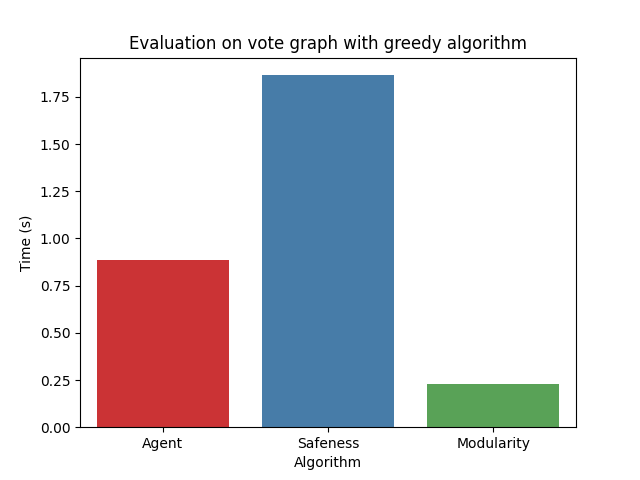 Evaluation on vote graph with greedy algorithm
Time (s)
1.75
1.50
1.25
1.00
0.75
0.50
0.25
0.00
Agent Safeness Modularity
Algorithm